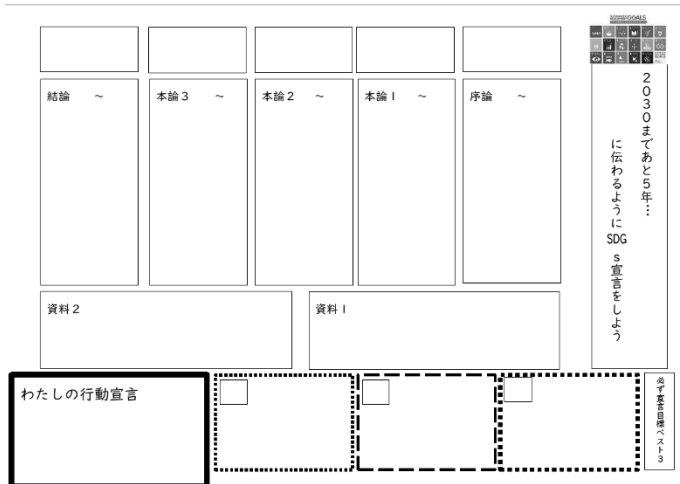 GOALS
2030まであと5年…
に伝わるようにSDGs宣言をしよう
序論　～
本論1　～
本論2　～
本論3　～
結論　～
資料1
資料2
必ず宣言目標ベスト3
わたしの行動宣言